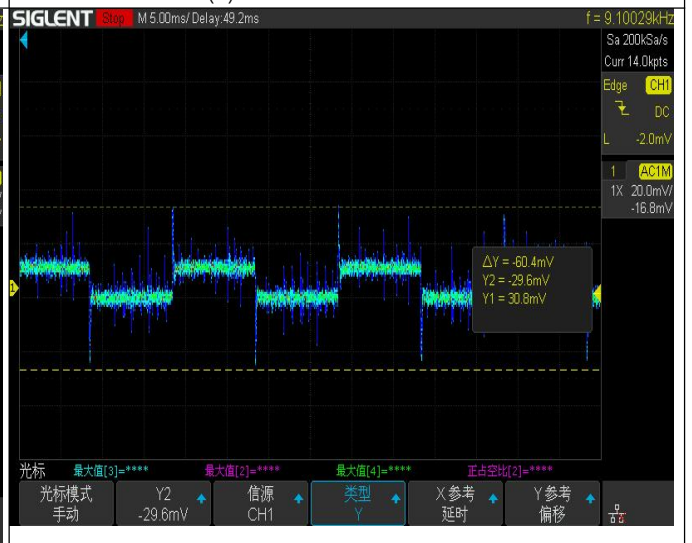 SIGLENT Stop M 5.00ms/ Delay:49.2ms f = 9.10029kHz
Sa 200kSa/s
Curr 14.0kpts
Edge CH1
DC
L -2.0mV
1 AC1M
1X 20.0mV/
-16.8mV
ΔY = -60.4mV
Y2 = -29.6mV
Y1 = 30.8mV
1
光标 最大值[3]=**** 最大值[2]=**** 最大值[4]=**** 正占空比[2]=****
光标模式 Y2 信源 类型 X参考 Y参考
手动 -29.6mV CH1 Y 延时 偏移